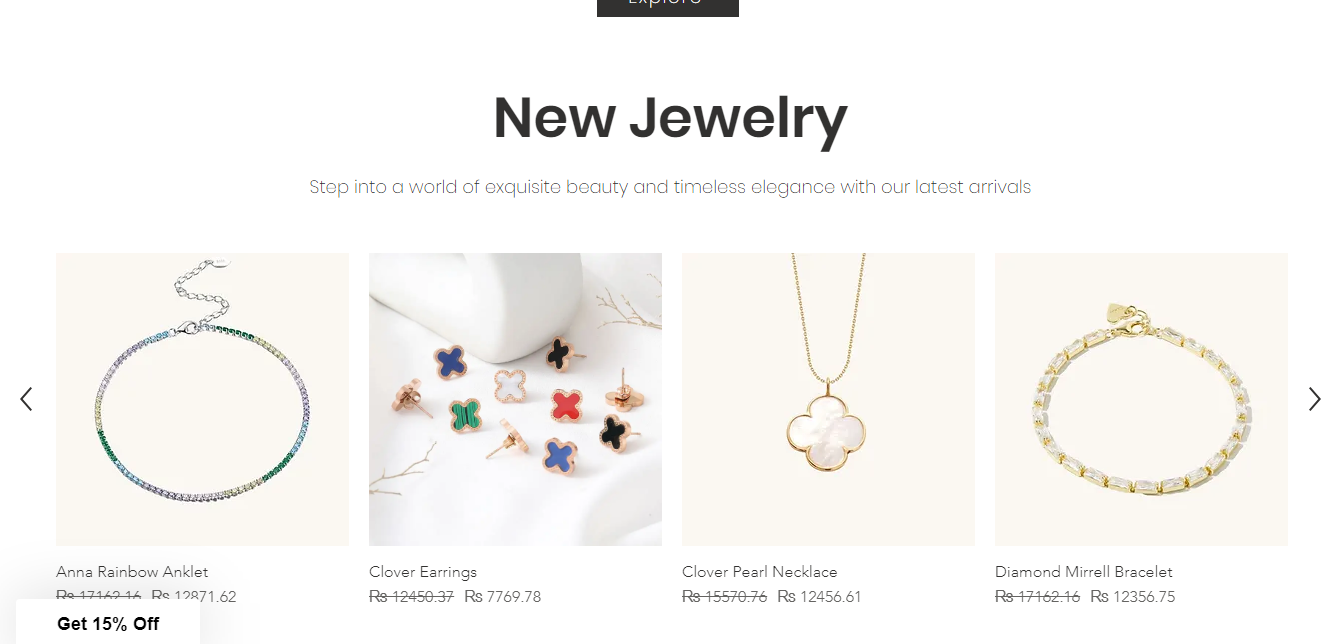 Explore
New Jewelry
Step into a world of exquisite beauty and timeless elegance with our latest arrivals
Anna Rainbow Anklet
Rs 17162.16 Rs 12871.62
Clover Earrings
Rs 12450.37 Rs 7769.78
Clover Pearl Necklace
Rs 15570.76 Rs 12456.61
Diamond Mirrell Bracelet
Rs 17162.16 Rs 12356.75
Get 15% Off